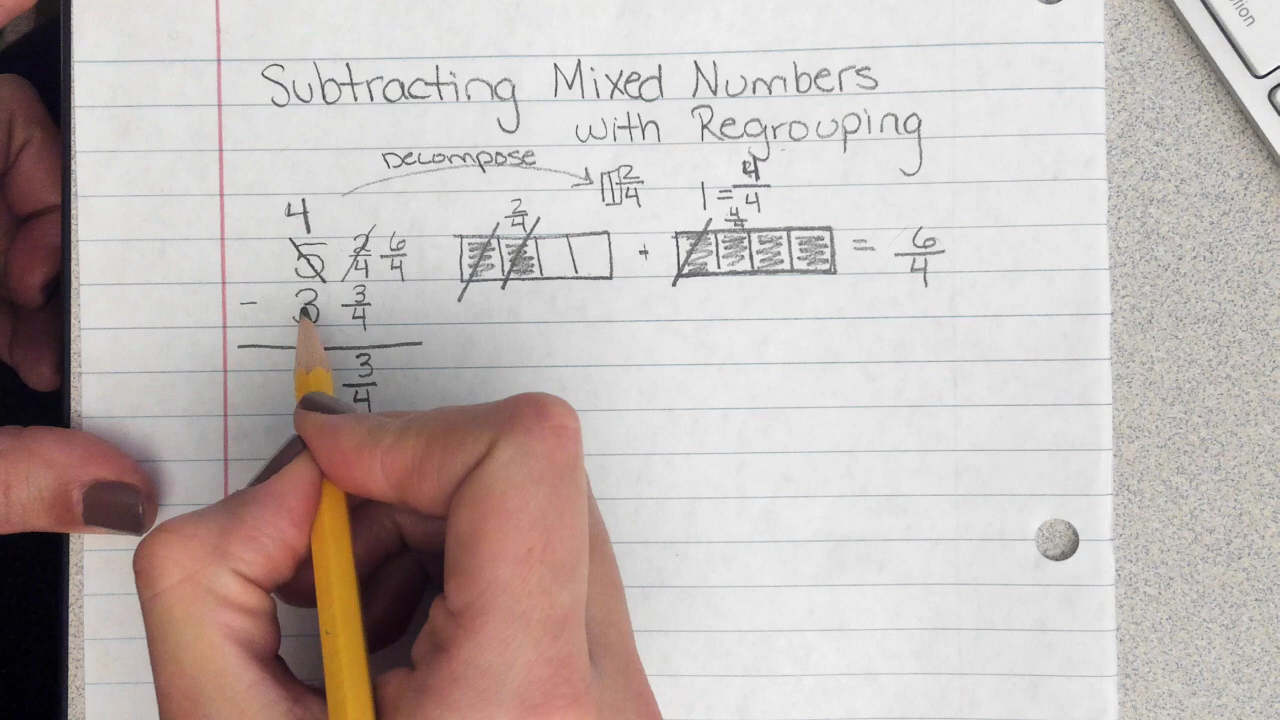 Subtracting Mixed Numbers
with Regrouping
Decompose
1 2/4 1 = 4/4
4 2/4 4/4
5 2/4 6/4 + = 6/4
- 3 3/4
3/4